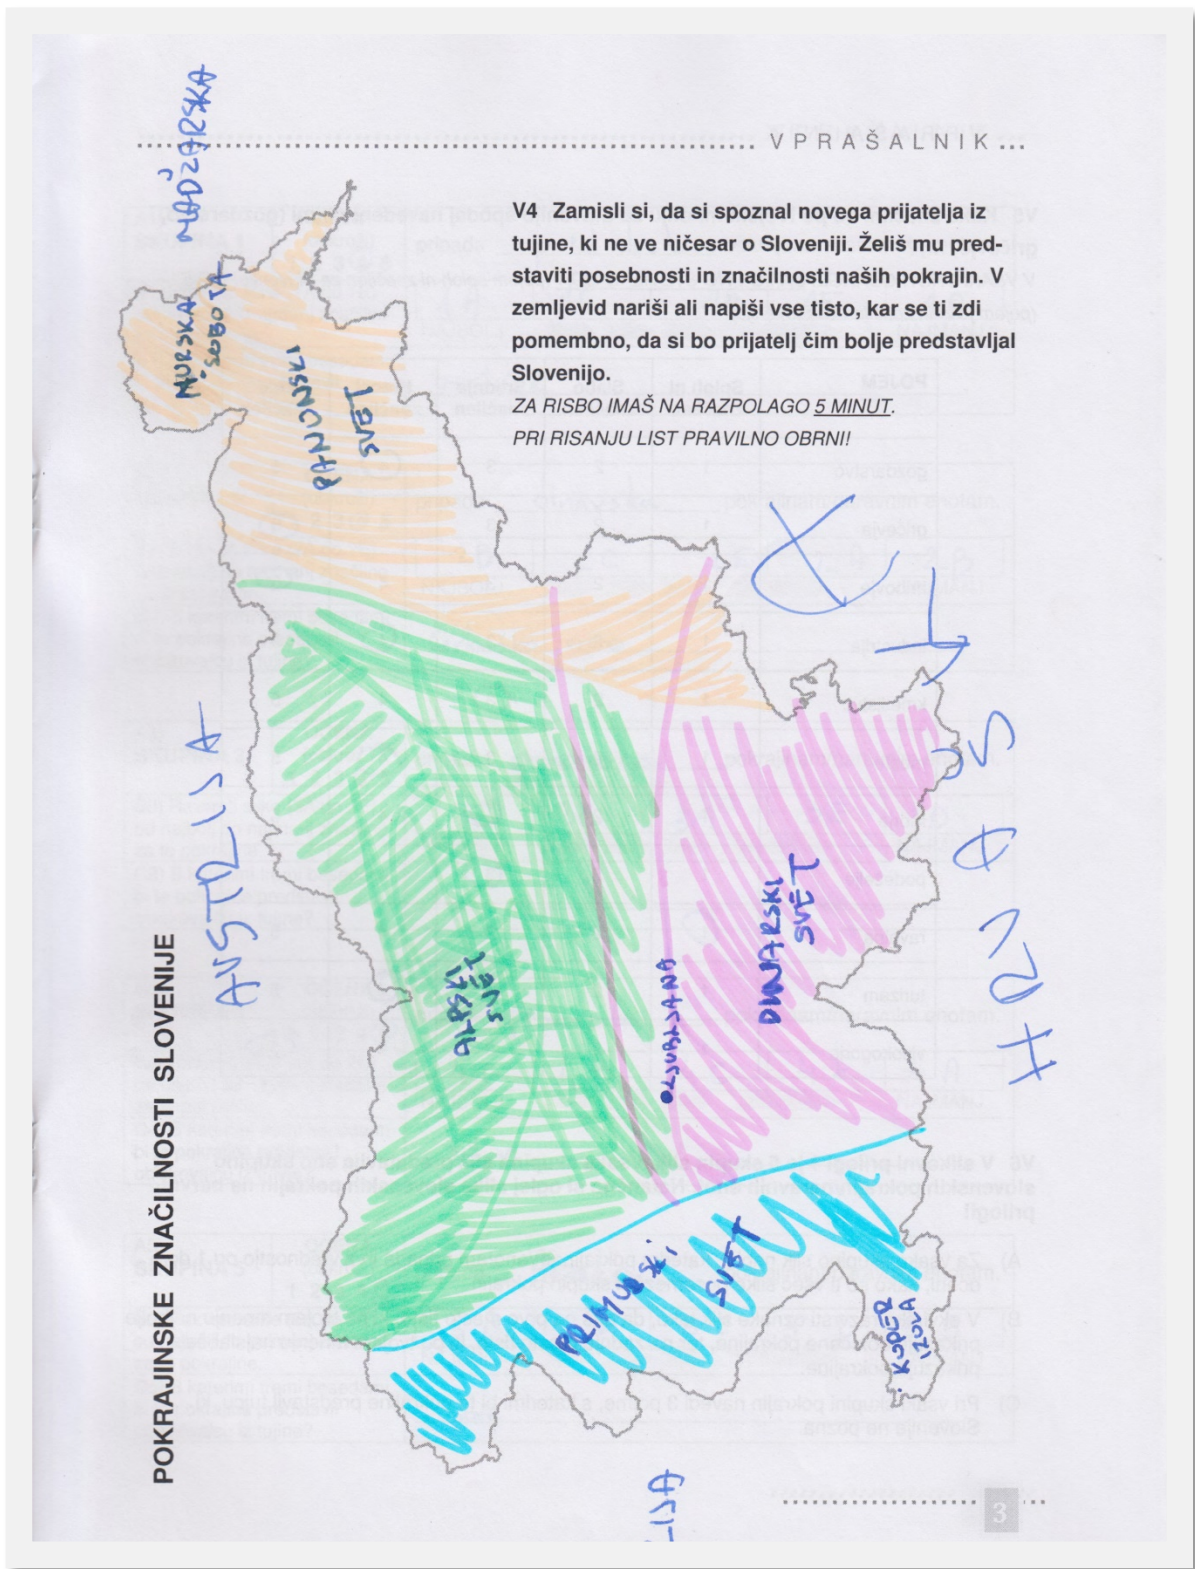 VPRAŠALNIK...
V4 Zamisli si, da si spoznal novega prijatelja iz
tujine, ki ne ve ničesar o Sloveniji. Želiš mu pred-
staviti posebnosti in značilnosti naših pokrajin. V
zemljevid nariši ali napiši vse tisto, kar se ti zdi
pomembno, da si bo prijatelj čim bolje predstavljal
Slovenijo.
ZA RISBO IMAŠ NA RAZPOLAGO 5 MINUT.
PRI RISANJU LIST PRAVILNO OBRNI!
POKRAJINSKE ZNAČILNOSTI SLOVENIJE
MADŽARSKA
MURSKA
SOBOTA
PANONSKI
SVET
AVSTRIJA
ALPSKI
SVET
LJUBLJANA
DINARSKI
SVET
HRVAŠKA
PRIMORSKI
SVET
KOPER
IZOLA
LIJA
3